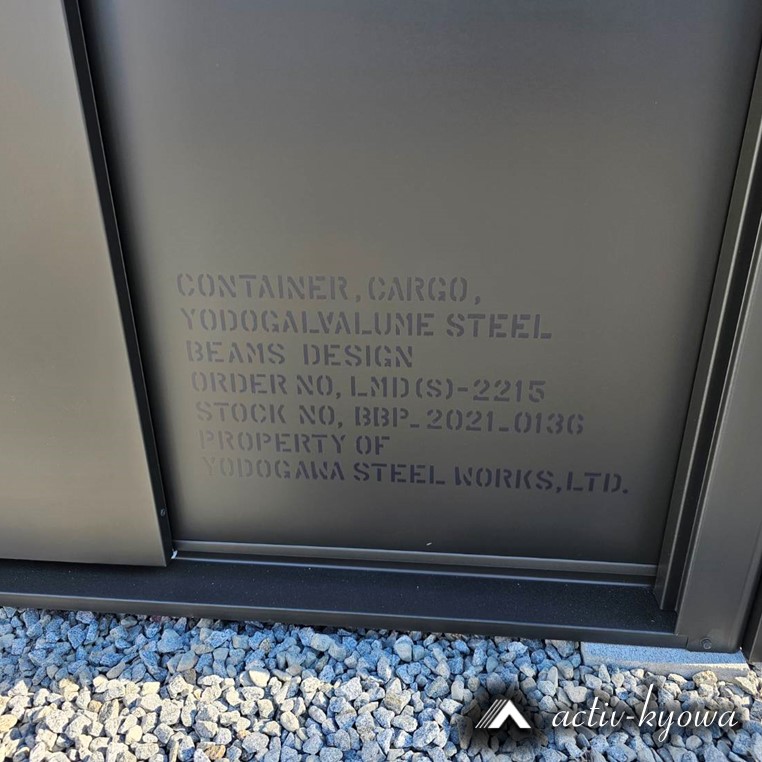 CONTAINER, CARGO,
YODOGALVALUME STEEL
BEAMS DESIGN
ORDER NO, LMD(S)-2215
STOCK NO, BBP_2021_0136
PROPERTY OF
YODOGAWA STEEL WORKS,LTD.
activ-kyowa